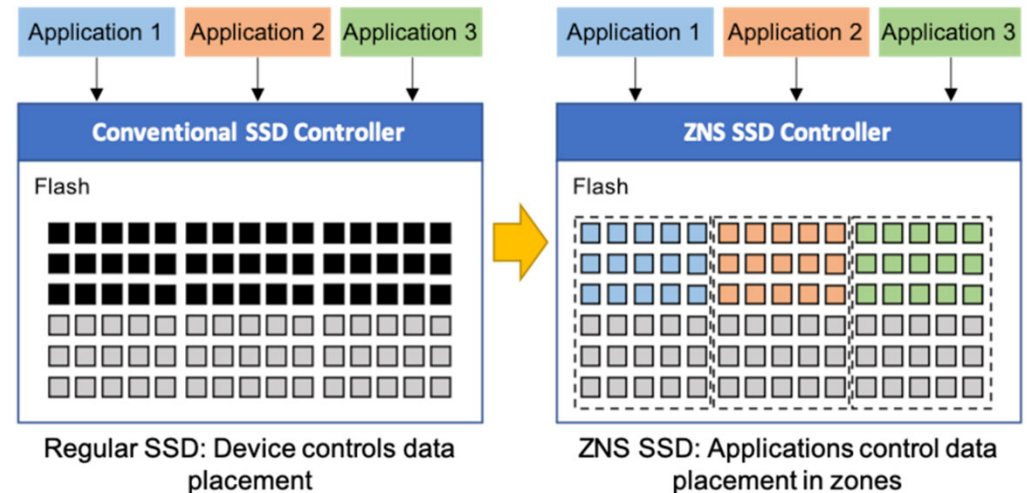 Application 1
Application 2
Application 3
Conventional SSD Controller
Flash
Regular SSD: Device controls data
placement
Application 1
Application 2
Application 3
ZNS SSD Controller
Flash
ZNS SSD: Applications control data
placement in zones